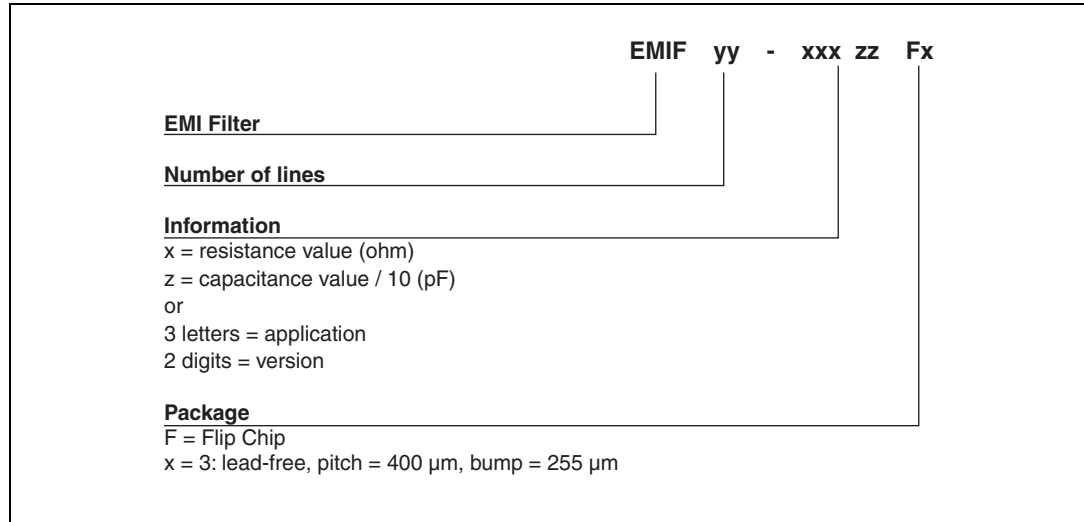 EMIF yy - xxx zz Fx
EMI Filter
Number of lines
Information
x = resistance value (ohm)
z = capacitance value / 10 (pF)
or
3 letters = application
2 digits = version
Package
F = Flip Chip
x = 3: lead-free, pitch = 400 µm, bump = 255 µm